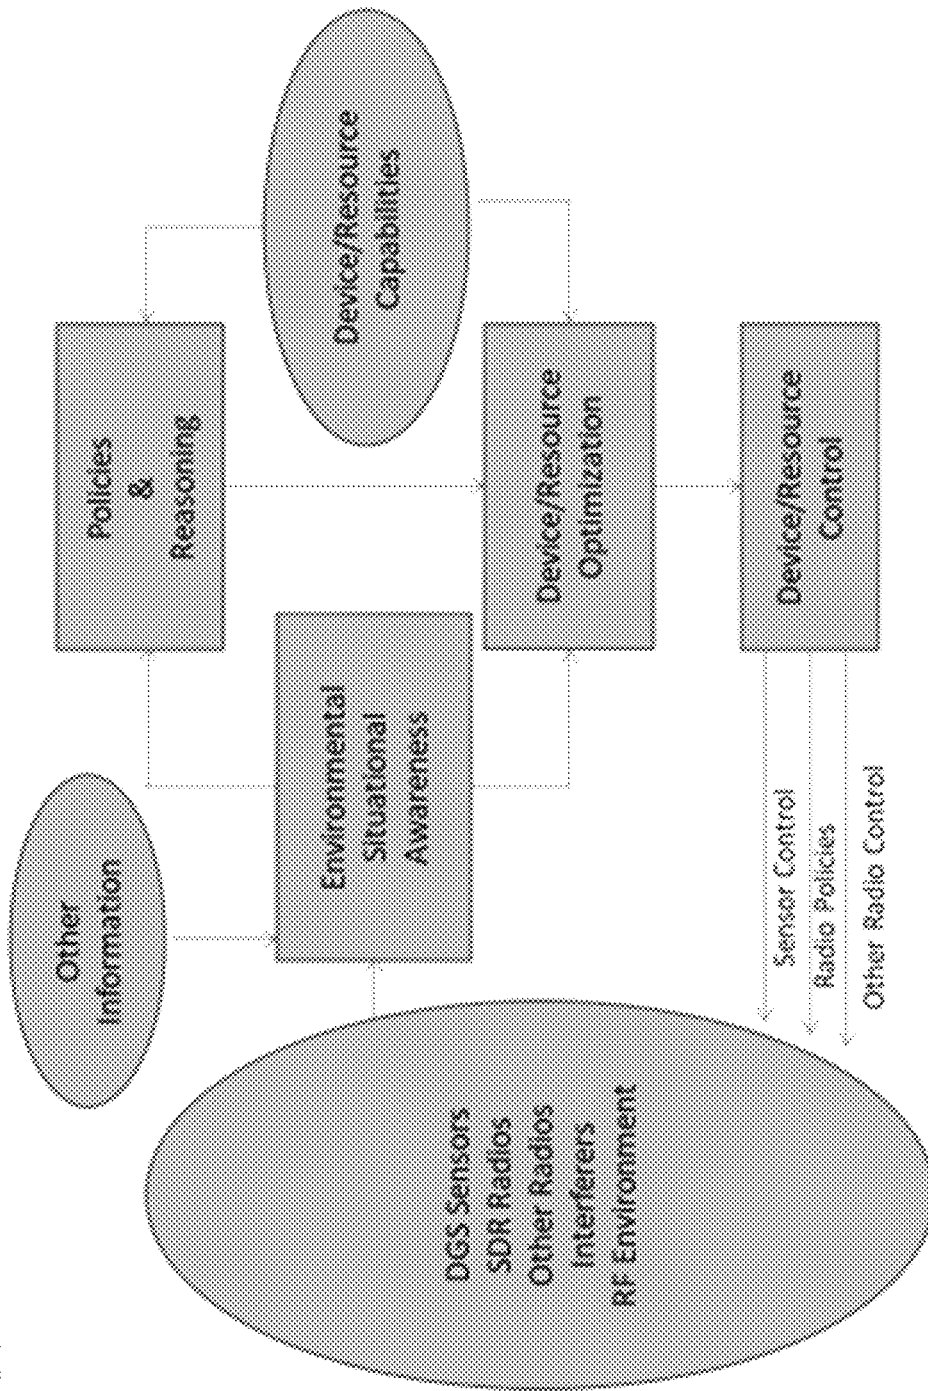 Other
Information
Policies
&
Reasoning
Environmental
Situational
Awareness
Device/Resource
Capabilities
DGS Sensors
SDR Radios
Other Radios
Interferers
RF Environment
Device/Resource
Optimization
Sensor Control
Radio Policies
Other Radio Control
Device/Resource
Control